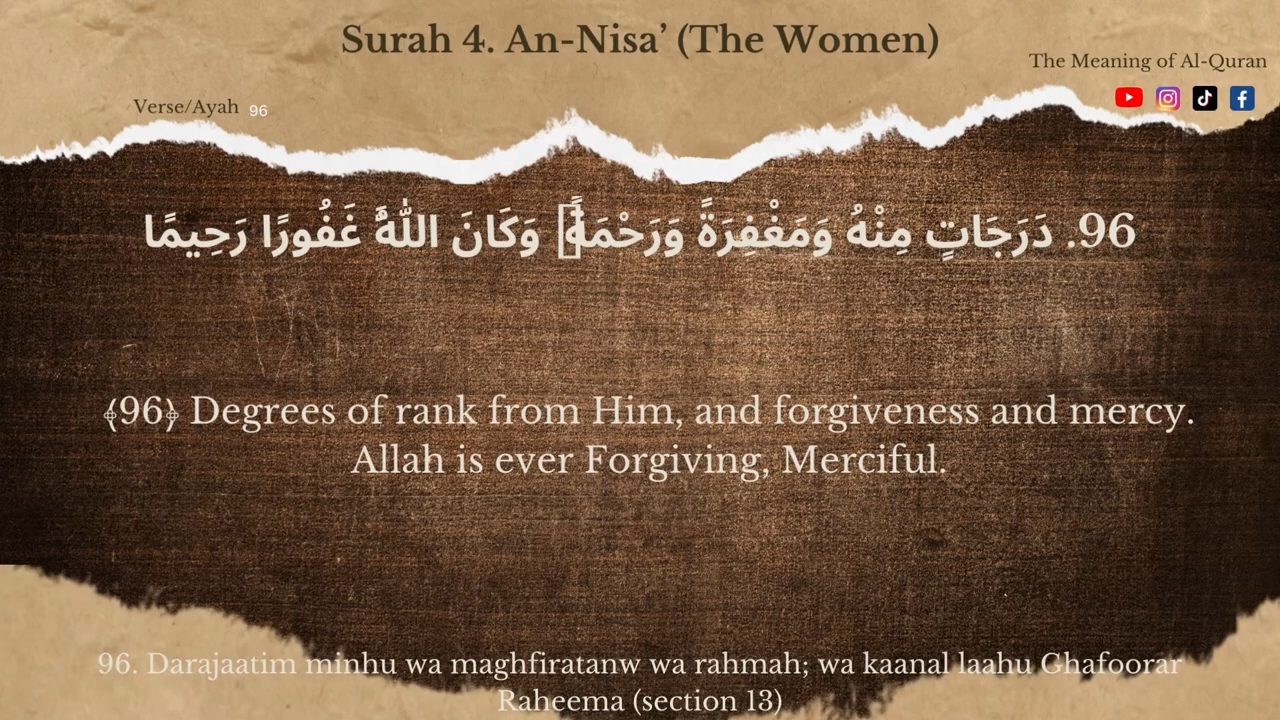 Surah 4. An-Nisa’ (The Women)
The Meaning of Al-Quran
Verse/Ayah 96
96. دَرَجَاتٍ مِنْهُ وَمَغْفِرَةً وَرَحْمَةً وَكَانَ اللَّهُ غَفُورًا رَحِيمًا
﴾96﴿ Degrees of rank from Him, and forgiveness and mercy.
Allah is ever Forgiving, Merciful.
96. Darajaatim minhu wa maghfiratanw wa rahmah; wa kaanal laahu Ghafoorar
Raheema (section 13)